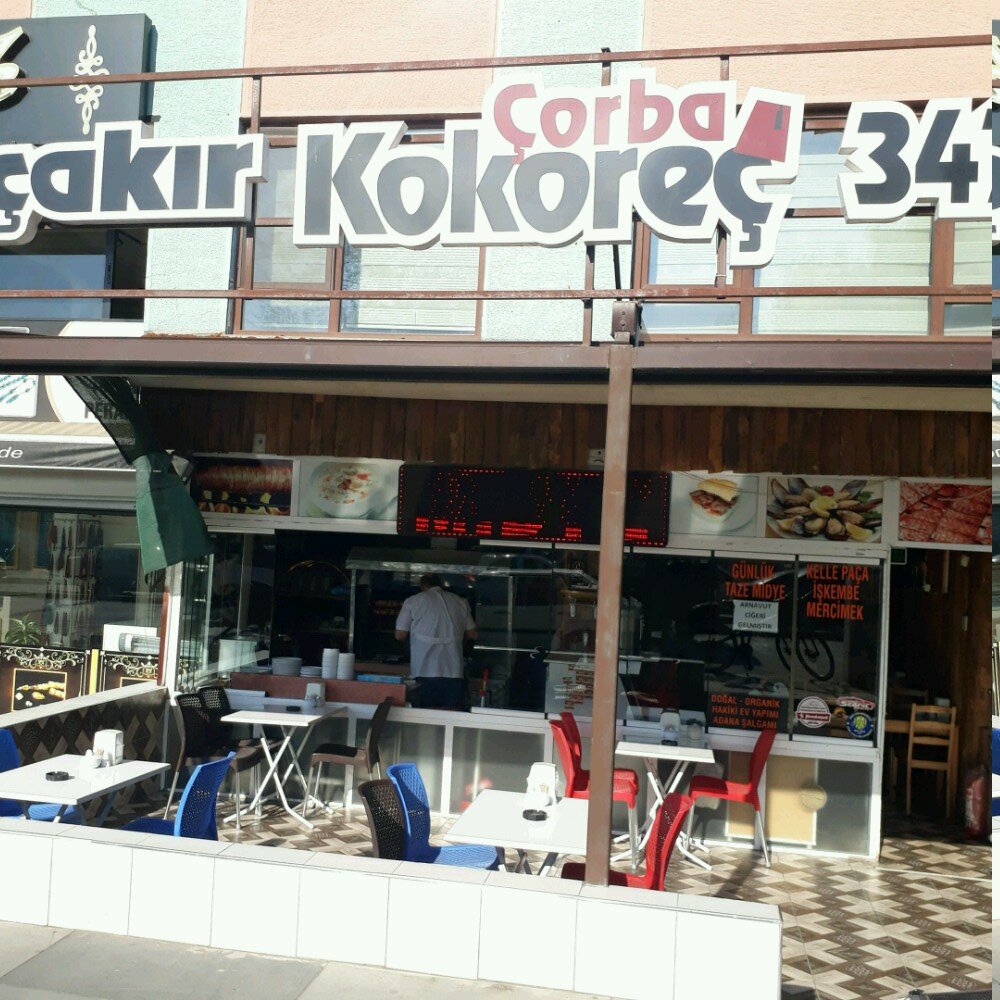 Çorba
çakır Kokoreç 34
de
GÜNLÜK
TAZE MİDYE
ARNAVUT
CİĞERİ
GELMİŞTİR
KELLE PAÇA
İŞKEMBE
MERCİMEK
DOĞAL - ORGANİK
HAKİKİ EV YAPIMI
ADANA ŞALGAMI